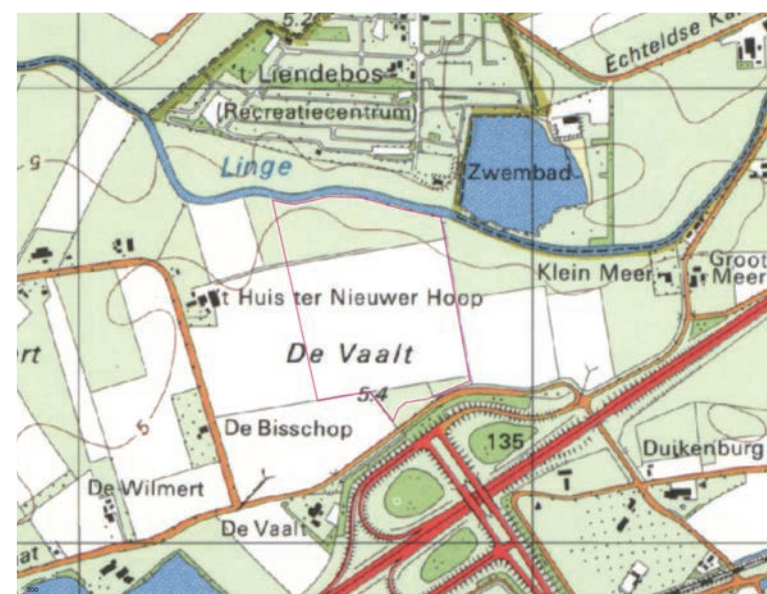 5.2
Echteldse Ka
't Liendebos
(Recreatiecentrum)
5
Linge
Zwembad
Klein Meer
Groot
Meer
't Huis ter Nieuwer Hoop
De Vaalt
rt
5.4
5
De Bisschop
135
Duikenburg
De Wilmert
De Vaalt
at